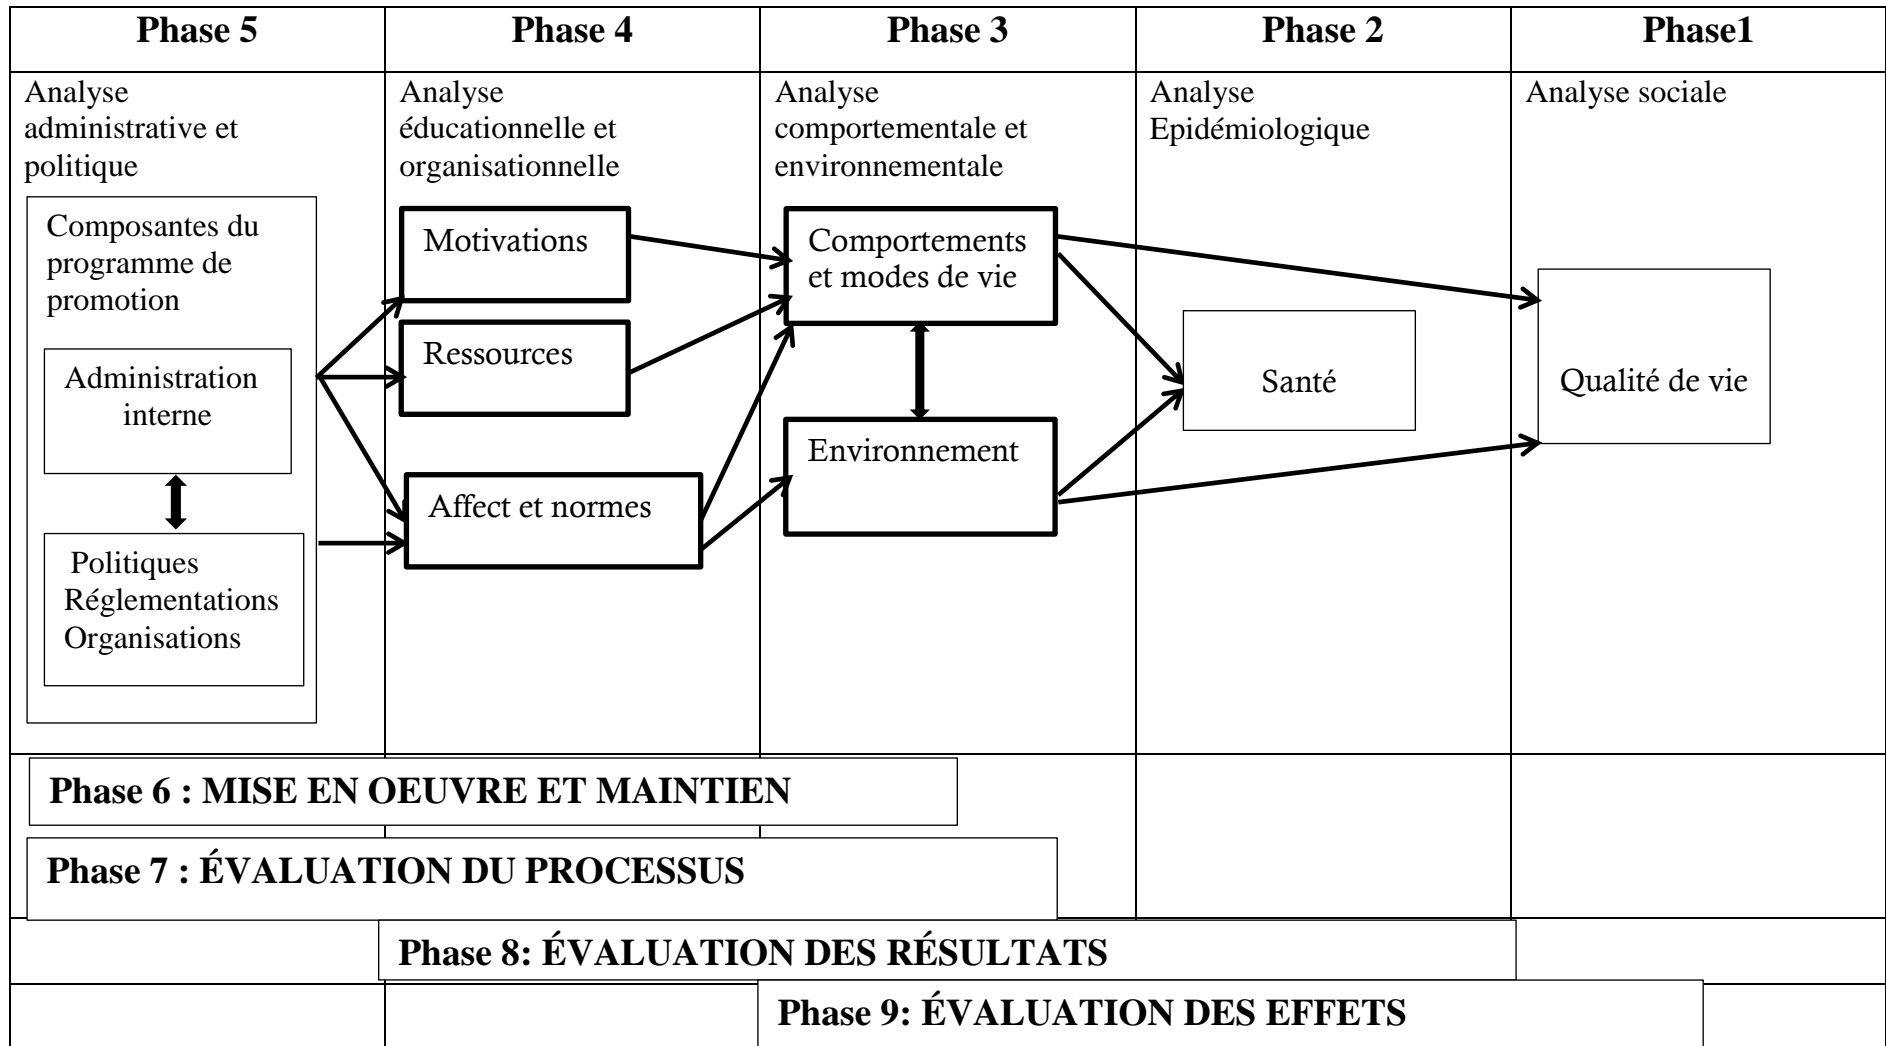 Phase 5
Phase 4
Phase 3
Phase 2
Phase1
Analyse
administrative et
politique
Analyse
éducationnelle et
organisationnelle
Analyse
comportementale et
environnementale
Analyse
Epidémiologique
Analyse sociale
Composantes du
programme de
promotion
Administration
interne
Politiques
Réglementations
Organisations
Motivations
Ressources
Affect et normes
Comportements
et modes de vie
Environnement
Santé
Qualité de vie
Phase 6 : MISE EN OEUVRE ET MAINTIEN
Phase 7 : ÉVALUATION DU PROCESSUS
Phase 8: ÉVALUATION DES RÉSULTATS
Phase 9: ÉVALUATION DES EFFETS